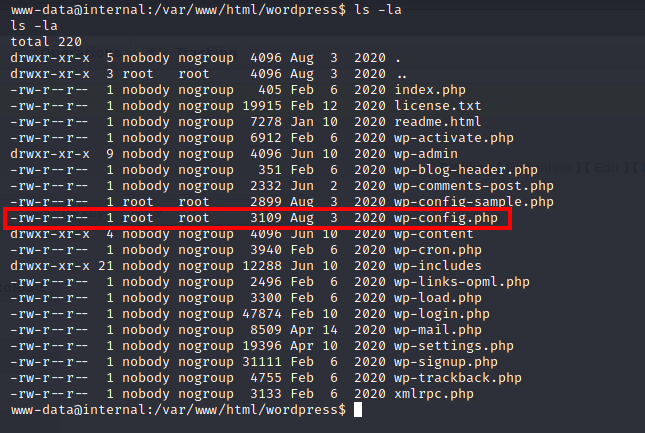 www-data@internal:/var/www/html/wordpress$ ls -la
ls -la
total 220
drwxr-xr-x  5 nobody nogroup  4096 Aug  3  2020 .
drwxr-xr-x  3 root   root     4096 Aug  3  2020 ..
-rw-r--r--  1 nobody nogroup   405 Feb  6  2020 index.php
-rw-r--r--  1 nobody nogroup 19915 Feb 12  2020 license.txt
-rw-r--r--  1 nobody nogroup  7278 Jan 10  2020 readme.html
-rw-r--r--  1 nobody nogroup  6912 Feb  6  2020 wp-activate.php
drwxr-xr-x  9 nobody nogroup  4096 Jun 10  2020 wp-admin
-rw-r--r--  1 nobody nogroup   351 Feb  6  2020 wp-blog-header.php
-rw-r--r--  1 nobody nogroup  2332 Jun  2  2020 wp-comments-post.php
-rw-r--r--  1 root   root     2899 Aug  3  2020 wp-config-sample.php
-rw-r--r--  1 root   root     3109 Aug  3  2020 wp-config.php
drwxr-xr-x  4 nobody nogroup  4096 Jun 10  2020 wp-content
-rw-r--r--  1 nobody nogroup  3940 Feb  6  2020 wp-cron.php
drwxr-xr-x 21 nobody nogroup 12288 Jun 10  2020 wp-includes
-rw-r--r--  1 nobody nogroup  2496 Feb  6  2020 wp-links-opml.php
-rw-r--r--  1 nobody nogroup  3300 Feb  6  2020 wp-load.php
-rw-r--r--  1 nobody nogroup 47874 Feb 10  2020 wp-login.php
-rw-r--r--  1 nobody nogroup  8509 Apr 14  2020 wp-mail.php
-rw-r--r--  1 nobody nogroup 19396 Apr 10  2020 wp-settings.php
-rw-r--r--  1 nobody nogroup 31111 Feb  6  2020 wp-signup.php
-rw-r--r--  1 nobody nogroup  4755 Feb  6  2020 wp-trackback.php
-rw-r--r--  1 nobody nogroup  3133 Feb  6  2020 xmlrpc.php
www-data@internal:/var/www/html/wordpress$